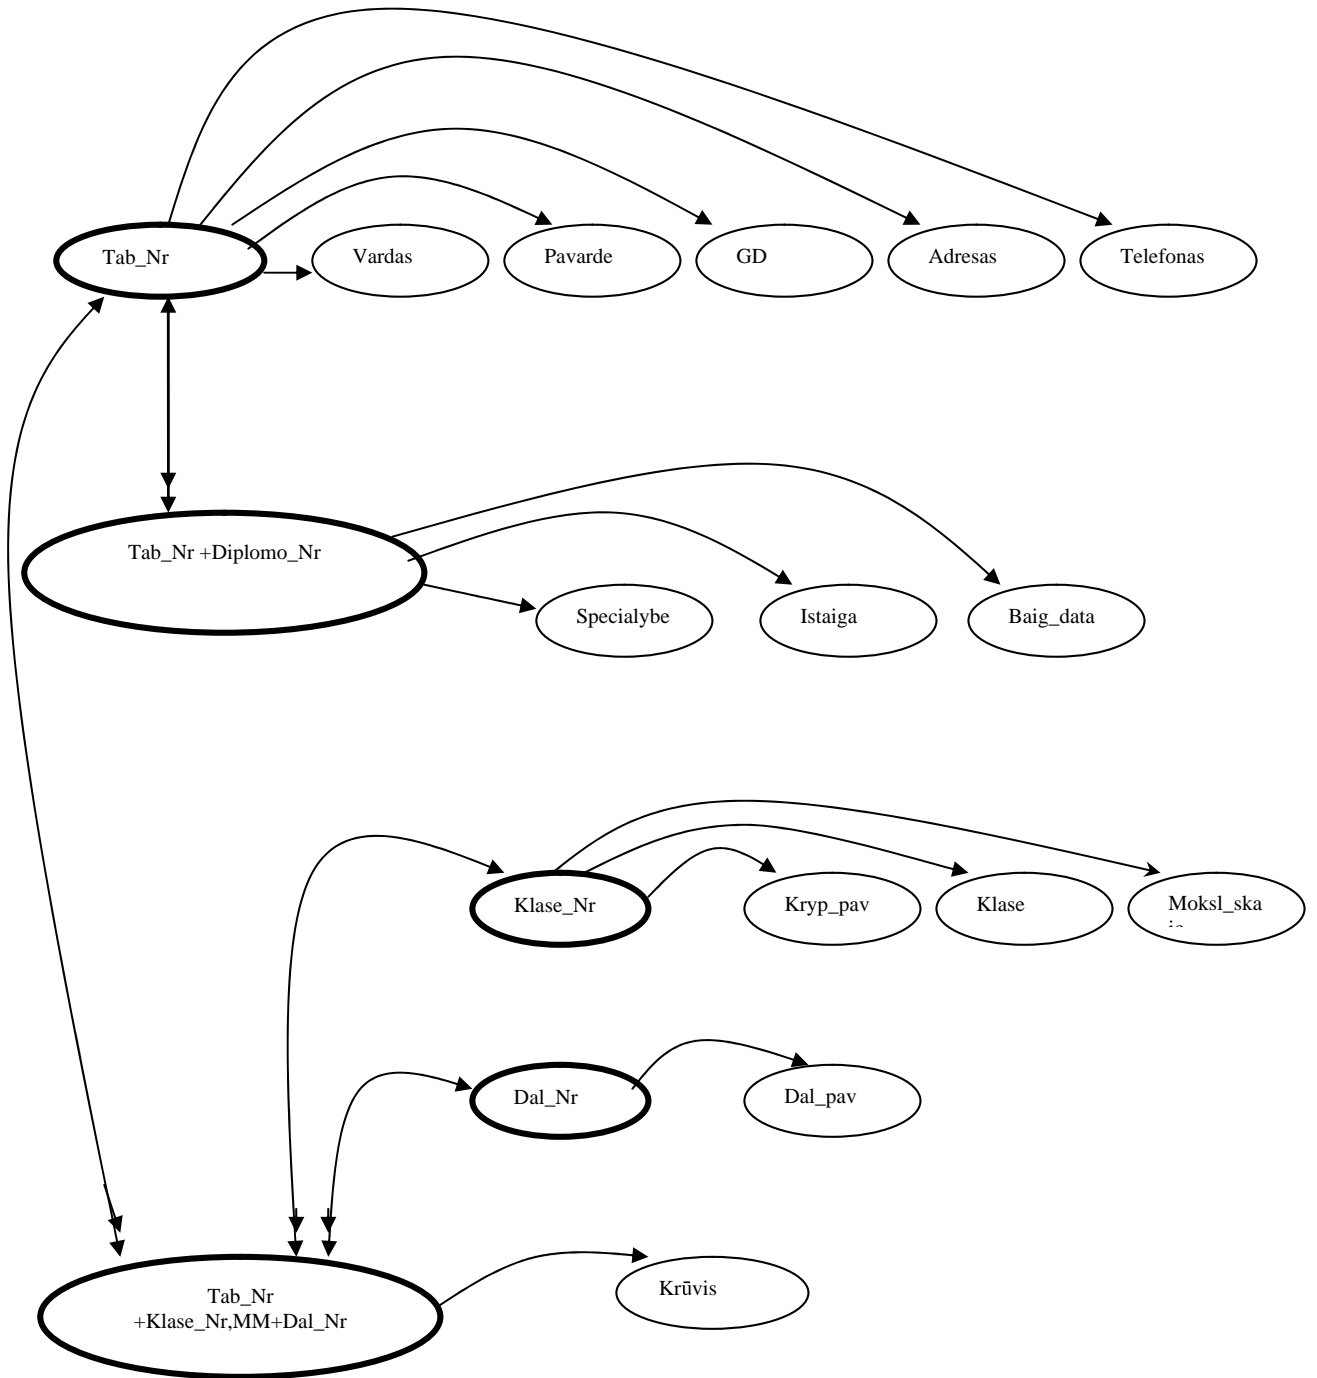 Tab_Nr
Vardas
Pavarde
GD
Adresas
Telefonas
Tab_Nr +Diplomo_Nr
Specialybe
Istaiga
Baig_data
Klase_Nr
Kryp_pav
Klase
Moksl_ska
Dal_Nr
Dal_pav
Tab_Nr
+Klase_Nr,MM+Dal_Nr
Krūvis